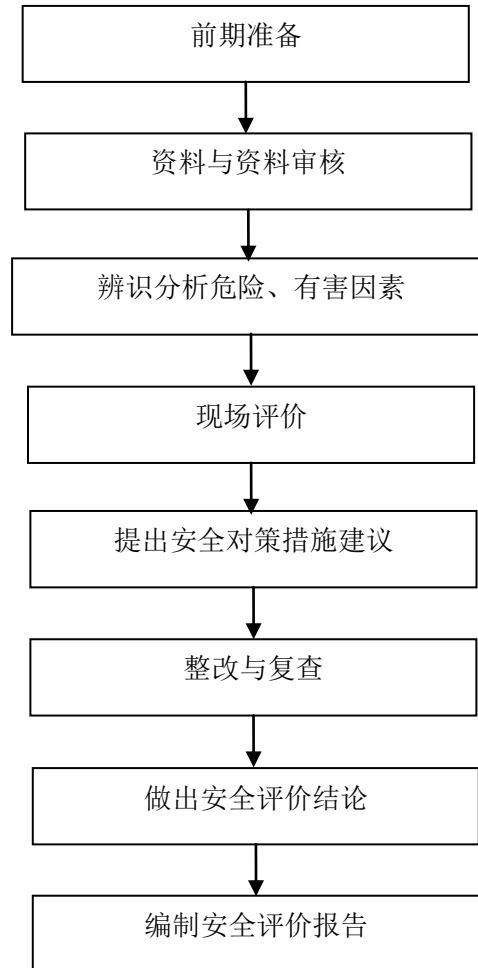 前期准备
资料与资料审核
辨识分析危险、有害因素
现场评价
提出安全对策措施建议
整改与复查
做出安全评价结论
编制安全评价报告